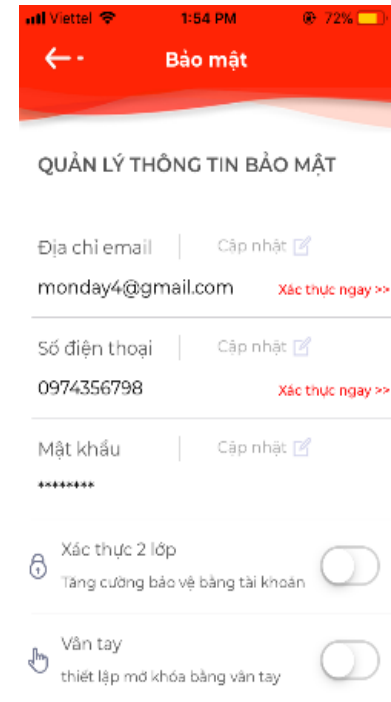 Viettel 1:54 PM 72%
Bảo mật
QUẢN LÝ THÔNG TIN BẢO MẬT
Địa chỉ email Cập nhật
monday4@gmail.com Xác thực ngay >>
Số điện thoại Cập nhật
0974356798 Xác thực ngay >>
Mật khẩu Cập nhật
********
Xác thực 2 lớp
Tăng cường bảo vệ bằng tài khoản
Vân tay
thiết lập mở khóa bằng vân tay